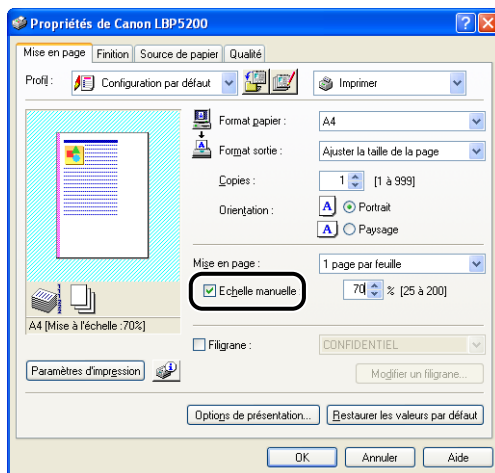 Propriétés de Canon LBP5200
Mise en page Finition Source de papier Qualité
Profil : Configuration par défaut Imprimer
Format papier : A4
Format sortie : Ajuster la taille de la page
Copies : 1 [1 à 999]
Orientation : A Portrait
A Paysage
Mise en page : 1 page par feuille
Echelle manuelle 70 % [25 à 200]
A4 [Mise à l'échelle :70%]
Filigrane : CONFIDENTIEL
Paramètres d'impression Modifier un filigrane...
Options de présentation... Restaurer les valeurs par défaut
OK Annuler Aide